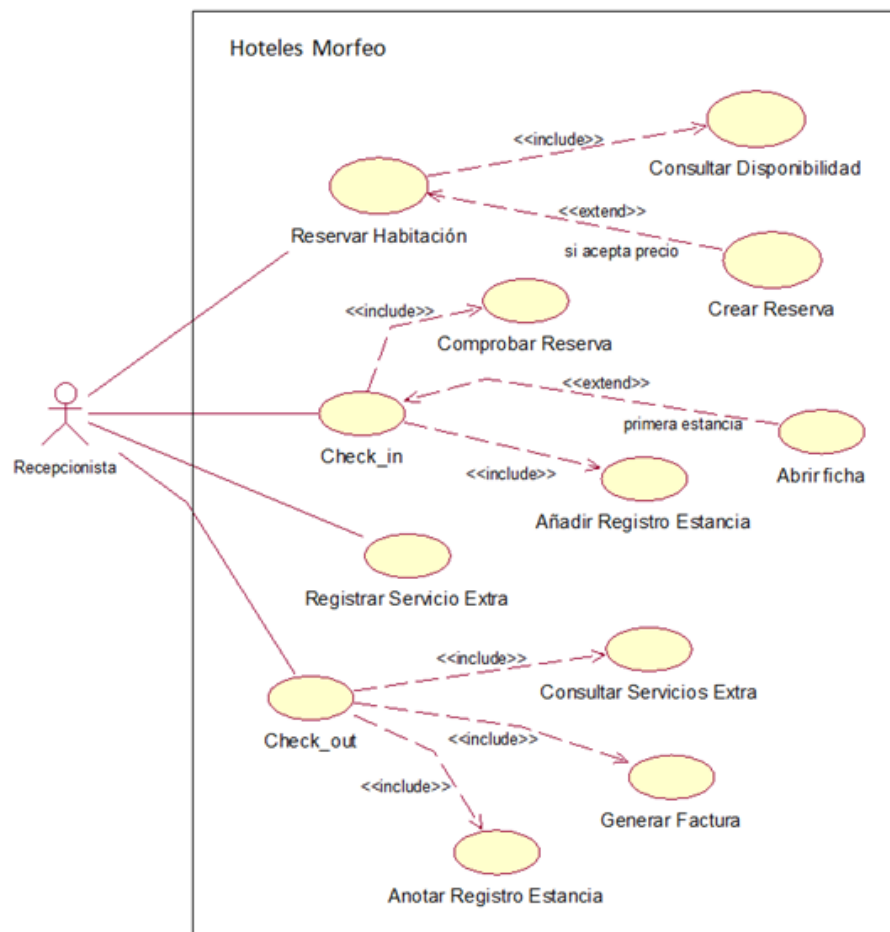 Hoteles Morfeo
<<include>>
Consultar Disponibilidad
<<extend>>
Reservar Habitación
si acepta precio
Crear Reserva
<<include>>
Comprobar Reserva
<<extend>>
primera estancia
Recepcionista
Check_in
<<include>>
Abrir ficha
Añadir Registro Estancia
Registrar Servicio Extra
<<include>>
Consultar Servicios Extra
Check_out
<<include>>
<<include>>
Generar Factura
Anotar Registro Estancia